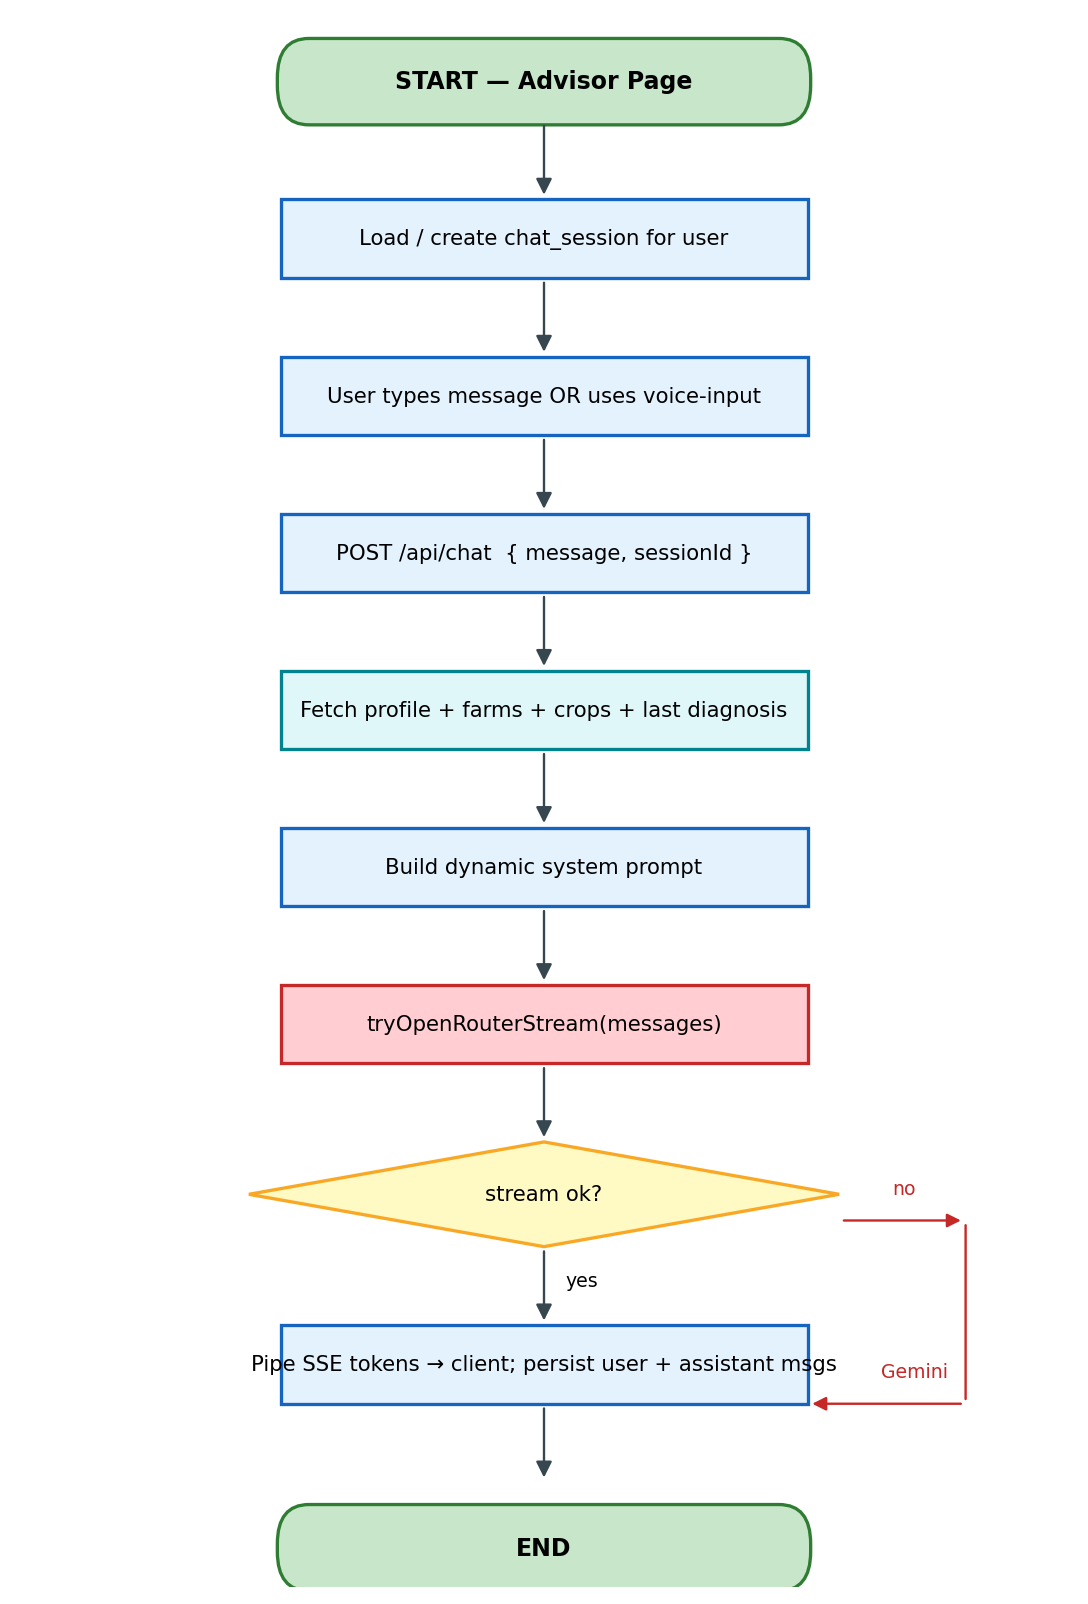 START — Advisor Page
Load / create chat_session for user
User types message OR uses voice-input
POST /api/chat  { message, sessionId }
Fetch profile + farms + crops + last diagnosis
Build dynamic system prompt
tryOpenRouterStream(messages)
stream ok?
no
yes
Pipe SSE tokens → client; persist user + assistant msgs
Gemini
END